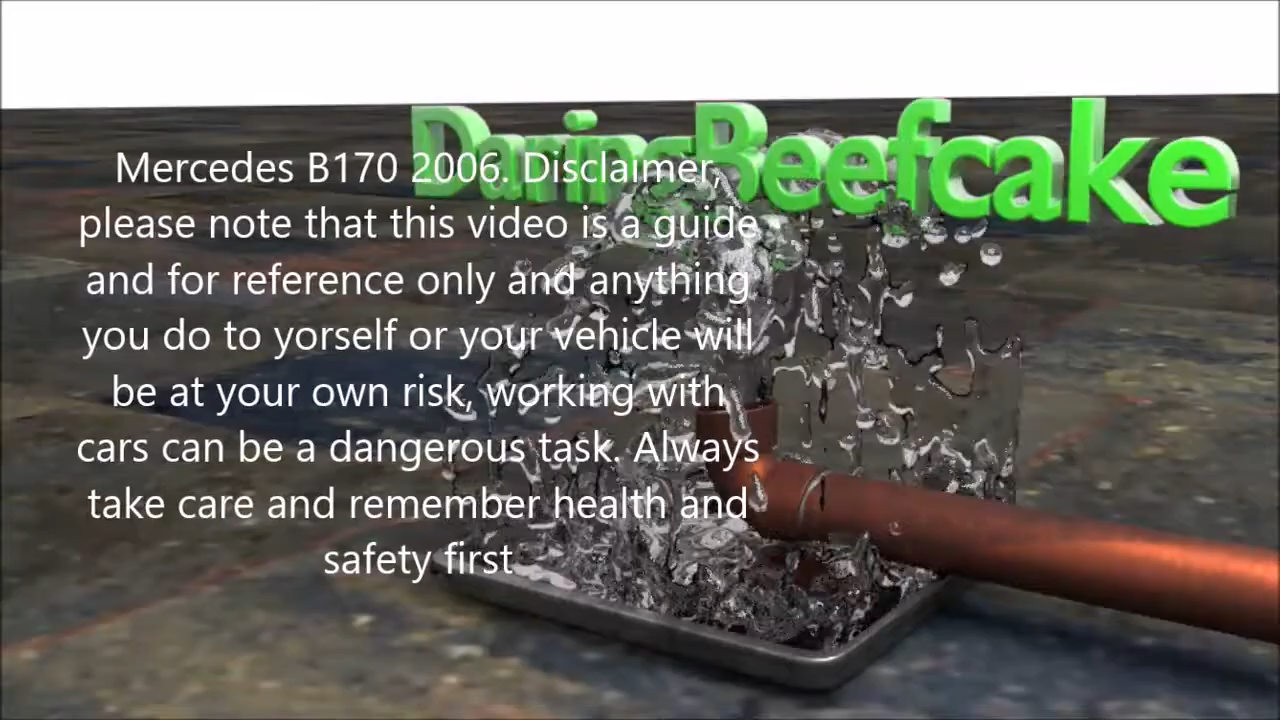 DaringBeefcake
Mercedes B170 2006. Disclaimer,
please note that this video is a guide
and for reference only and anything
you do to yorself or your vehicle will
be at your own risk, working with
cars can be a dangerous task. Always
take care and remember health and
safety first